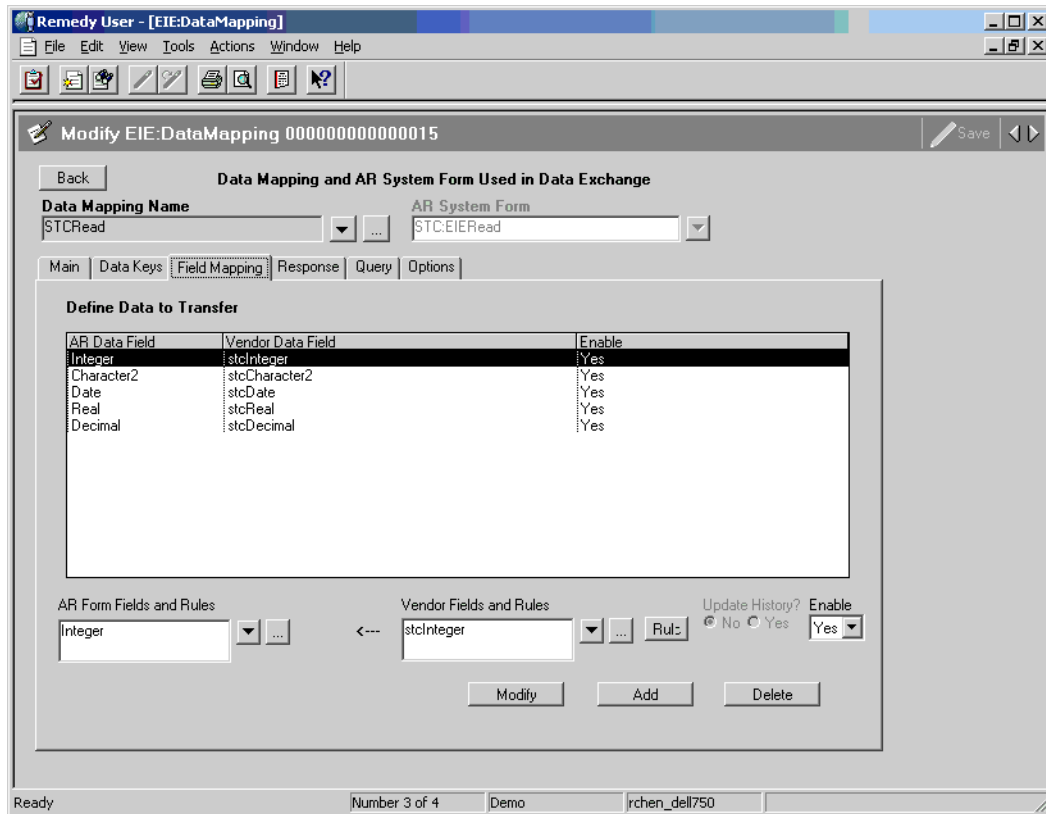 Remedy User - [EIE:DataMapping]
File Edit View Tools Actions Window Help
Modify EIE:DataMapping 000000000000015
Save
Back
Data Mapping and AR System Form Used in Data Exchange
Data Mapping Name AR System Form
STCRead ... STC:EIERead
Main Data Keys Field Mapping Response Query Options
Define Data to Transfer
AR Data Field Vendor Data Field Enable
Integer stcInteger Yes
Character2 stcCharacter2 Yes
Date stcDate Yes
Real stcReal Yes
Decimal stcDecimal Yes
AR Form Fields and Rules Vendor Fields and Rules Update History? Enable
Integer ... <--- stcInteger ... Rule No Yes Yes
Modify Add Delete
Ready Number 3 of 4 Demo rchen_dell750